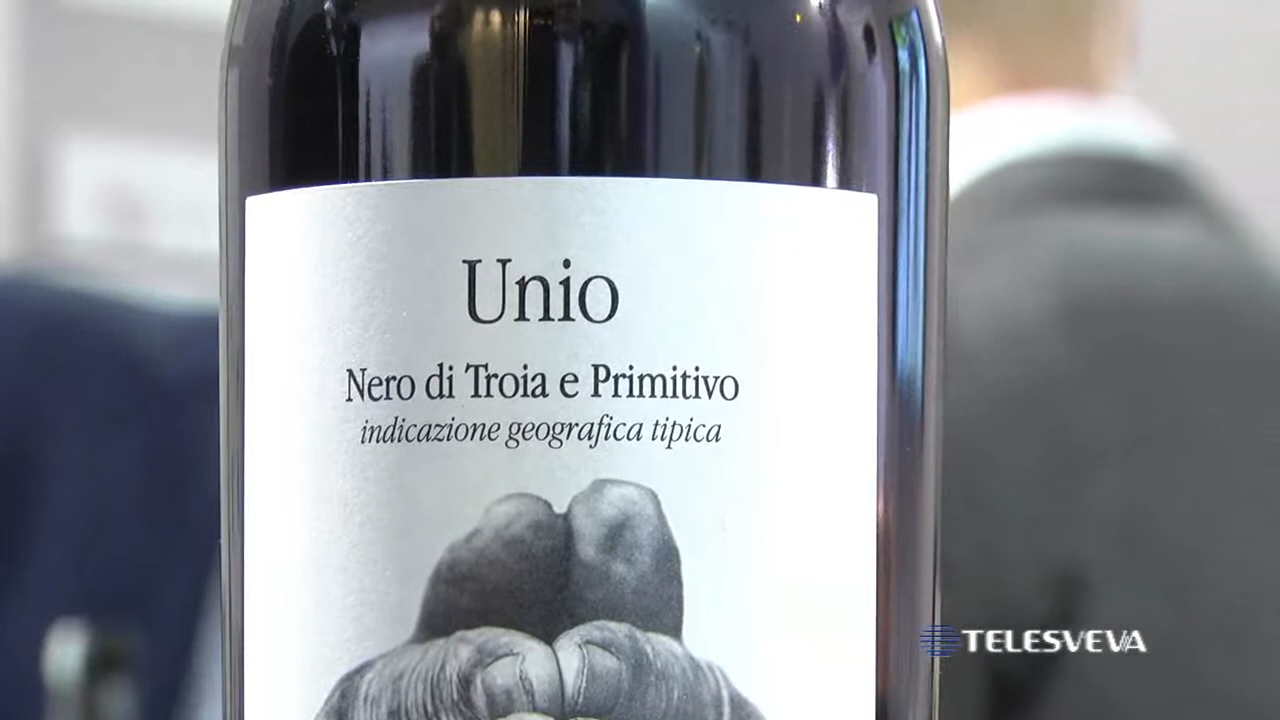 Unio
Nero di Troia e Primitivo
indicazione geografica tipica
TELESVEVA